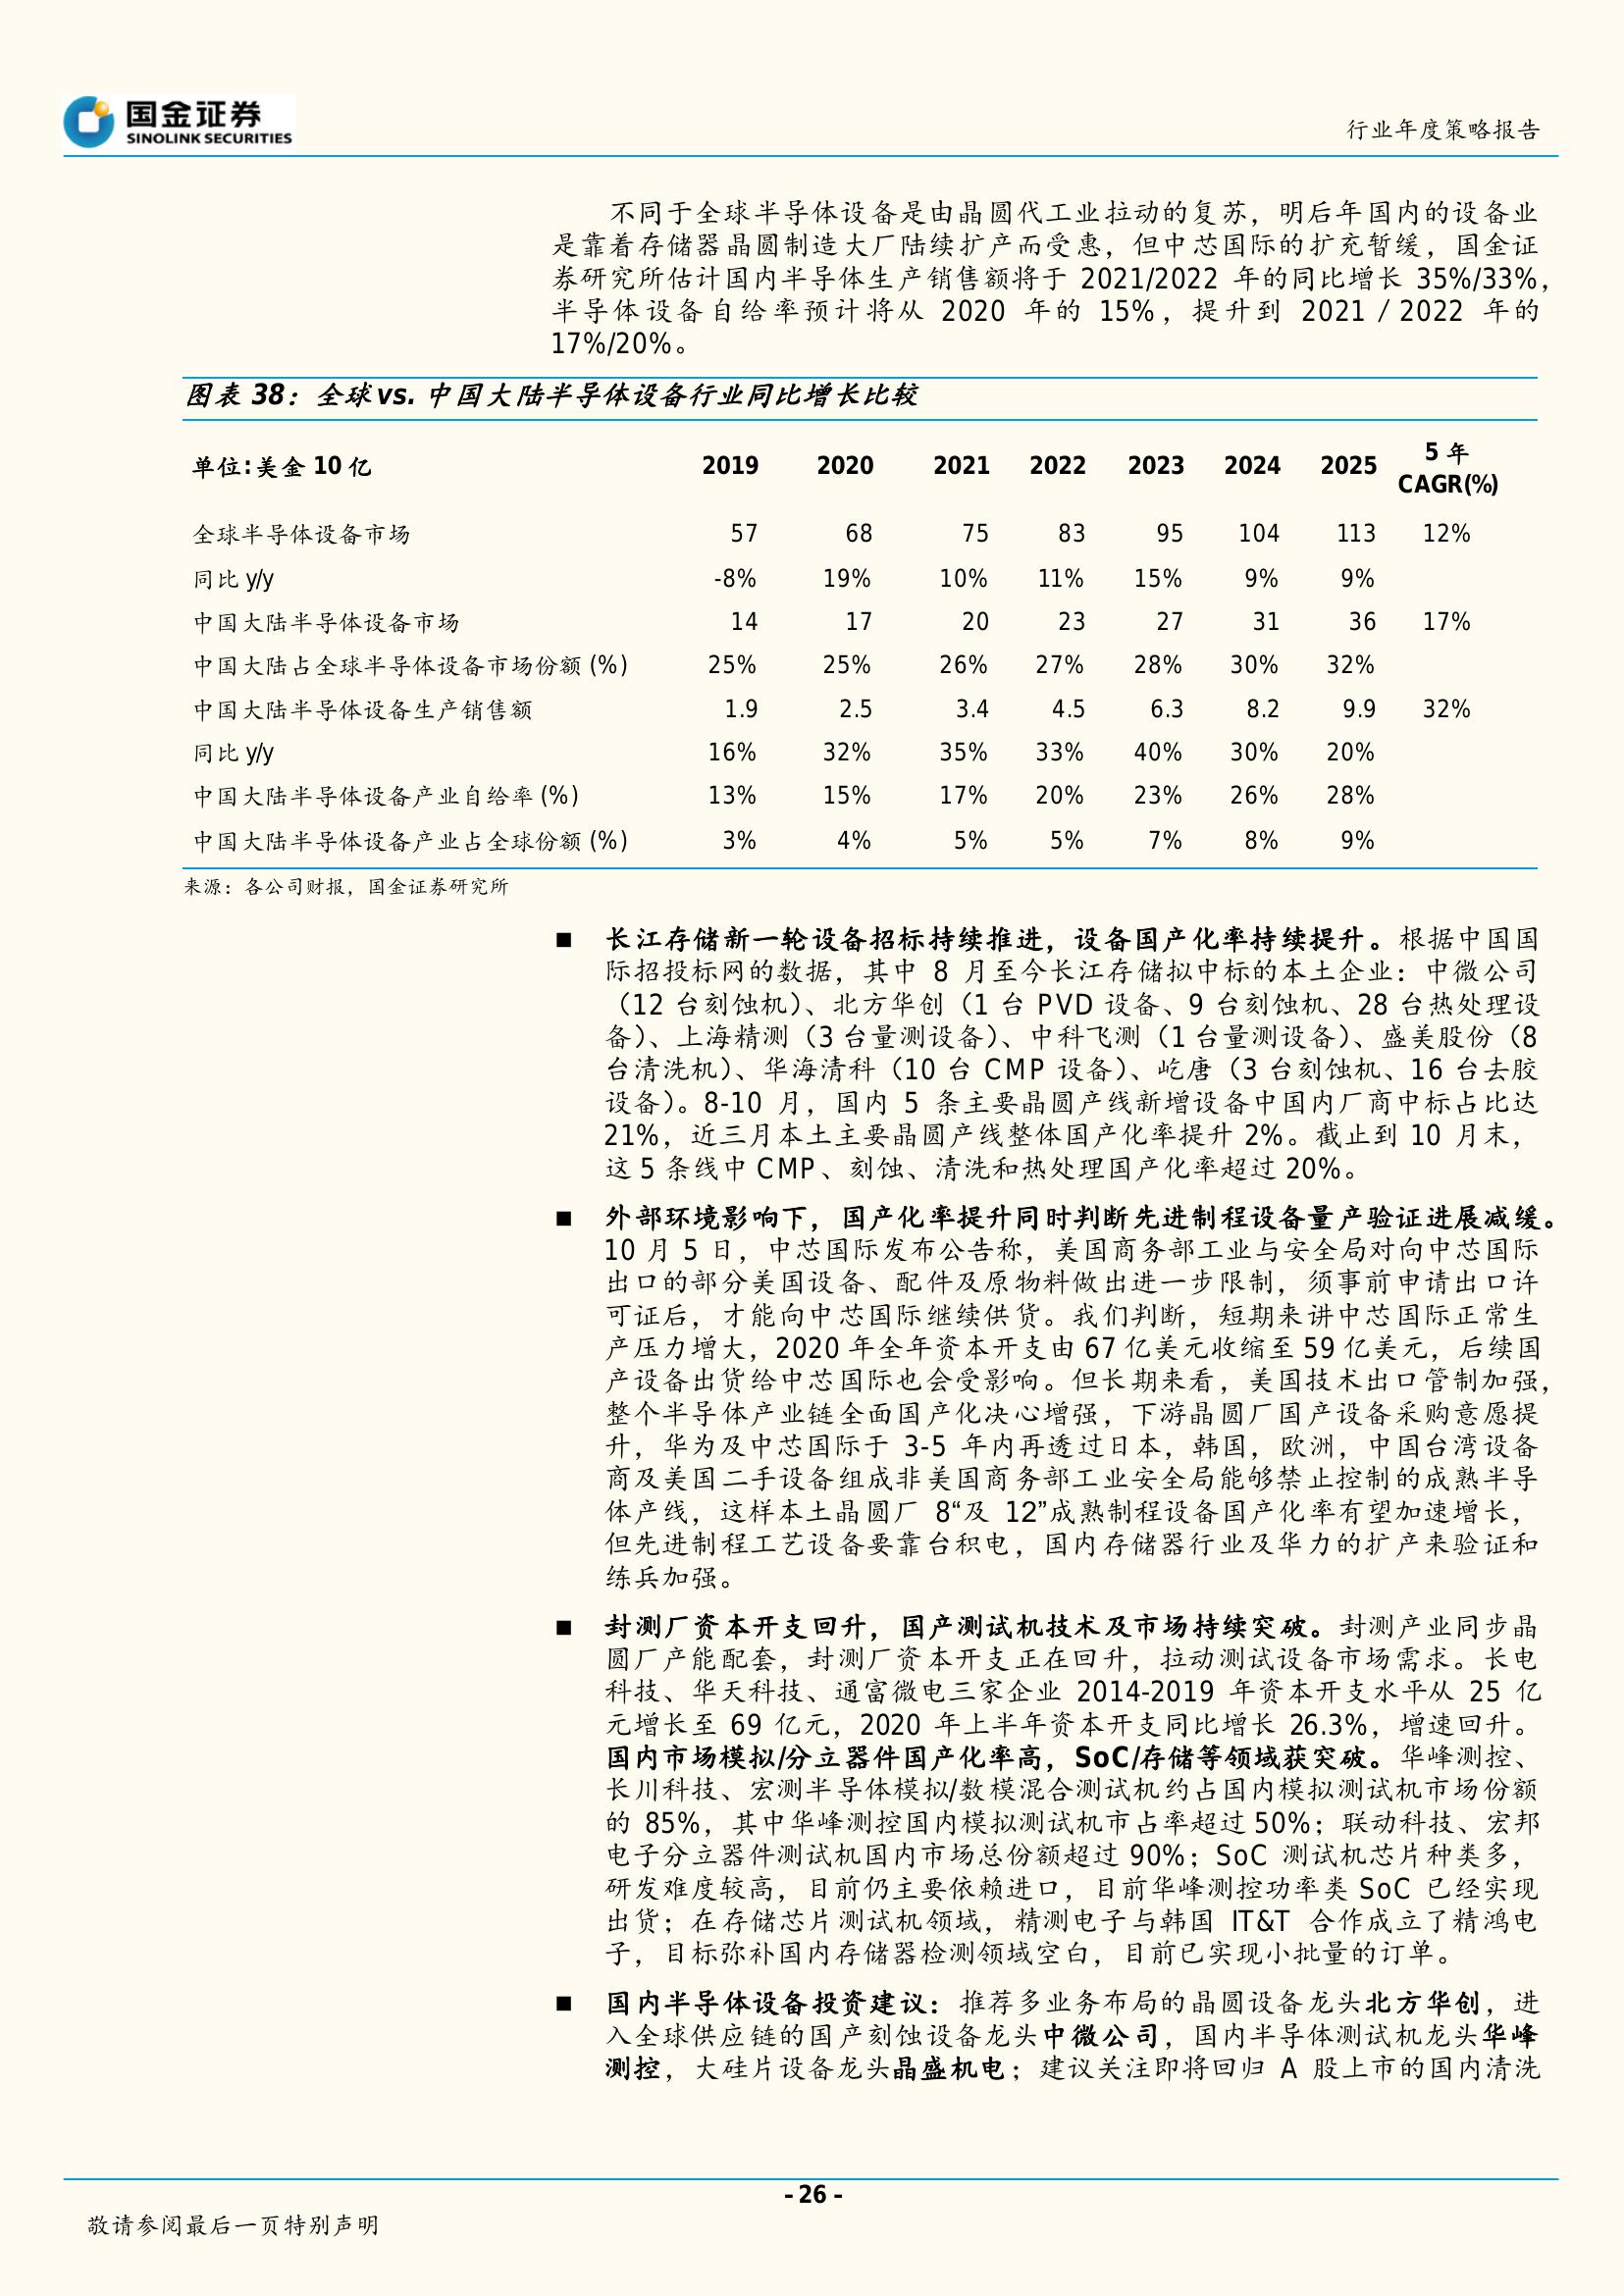 国金证券
SINOLINK SECURITIES
行业年度策略报告
不同于全球半导体设备是由晶圆代工业拉动的复苏，明后年国内的设备业
是靠着存储器晶圆制造大厂陆续扩产而受惠，但中芯国际的扩充暂缓，国金证
券研究所估计国内半导体生产销售额将于 2021/2022 年的同比增长 35%/33%，
半导体设备自给率预计将从 2020 年的 15%，提升到 2021 / 2022 年的
17%/20%。
图表 38：全球 vs. 中国大陆半导体设备行业同比增长比较
单位:美金 10 亿 2019 2020 2021 2022 2023 2024 2025 5 年
CAGR(%)
全球半导体设备市场 57 68 75 83 95 104 113 12%
同比 y/y -8% 19% 10% 11% 15% 9% 9%
中国大陆半导体设备市场 14 17 20 23 27 31 36 17%
中国大陆占全球半导体设备市场份额 (%) 25% 25% 26% 27% 28% 30% 32%
中国大陆半导体设备生产销售额 1.9 2.5 3.4 4.5 6.3 8.2 9.9 32%
同比 y/y 16% 32% 35% 33% 40% 30% 20%
中国大陆半导体设备产业自给率 (%) 13% 15% 17% 20% 23% 26% 28%
中国大陆半导体设备产业占全球份额 (%) 3% 4% 5% 5% 7% 8% 9%
来源：各公司财报，国金证券研究所
■ 长江存储新一轮设备招标持续推进，设备国产化率持续提升。根据中国国
际招投标网的数据，其中 8 月至今长江存储拟中标的本土企业：中微公司
（12 台刻蚀机）、北方华创（1 台 PVD 设备、9 台刻蚀机、28 台热处理设
备）、上海精测（3 台量测设备）、中科飞测（1 台量测设备）、盛美股份（8
台清洗机）、华海清科（10 台 CMP 设备）、屹唐（3 台刻蚀机、16 台去胶
设备）。8-10 月，国内 5 条主要晶圆产线新增设备中国内厂商中标占比达
21%，近三月本土主要晶圆产线整体国产化率提升 2%。截止到 10 月末，
这 5 条线中 CMP、刻蚀、清洗和热处理国产化率超过 20%。
■ 外部环境影响下，国产化率提升同时判断先进制程设备量产验证进展减缓。
10 月 5 日，中芯国际发布公告称，美国商务部工业与安全局对向中芯国际
出口的部分美国设备、配件及原物料做出进一步限制，须事前申请出口许
可证后，才能向中芯国际继续供货。我们判断，短期来讲中芯国际正常生
产压力增大，2020 年全年资本开支由 67 亿美元收缩至 59 亿美元，后续国
产设备出货给中芯国际也会受影响。但长期来看，美国技术出口管制加强，
整个半导体产业链全面国产化决心增强，下游晶圆厂国产设备采购意愿提
升，华为及中芯国际于 3-5 年内再透过日本，韩国，欧洲，中国台湾设备
商及美国二手设备组成非美国商务部工业安全局能够禁止控制的成熟半导
体产线，这样本土晶圆厂 8“及 12”成熟制程设备国产化率有望加速增长，
但先进制程工艺设备要靠台积电，国内存储器行业及华力的扩产来验证和
练兵加强。
■ 封测厂资本开支回升，国产测试机技术及市场持续突破。封测产业同步晶
圆厂产能配套，封测厂资本开支正在回升，拉动测试设备市场需求。长电
科技、华天科技、通富微电三家企业 2014-2019 年资本开支水平从 25 亿
元增长至 69 亿元，2020 年上半年资本开支同比增长 26.3%，增速回升。
国内市场模拟/分立器件国产化率高，SoC/存储等领域获突破。华峰测控、
长川科技、宏测半导体模拟/数模混合测试机约占国内模拟测试机市场份额
的 85%，其中华峰测控国内模拟测试机市占率超过 50%；联动科技、宏邦
电子分立器件测试机国内市场总份额超过 90%；SoC 测试机芯片种类多，
研发难度较高，目前仍主要依赖进口，目前华峰测控功率类 SoC 已经实现
出货；在存储芯片测试机领域，精测电子与韩国 IT&T 合作成立了精鸿电
子，目标弥补国内存储器检测领域空白，目前已实现小批量的订单。
■ 国内半导体设备投资建议：推荐多业务布局的晶圆设备龙头北方华创，进
入全球供应链的国产刻蚀设备龙头中微公司，国内半导体测试机龙头华峰
测控，大硅片设备龙头晶盛机电；建议关注即将回归 A 股上市的国内清洗
- 26 -
敬请参阅最后一页特别声明